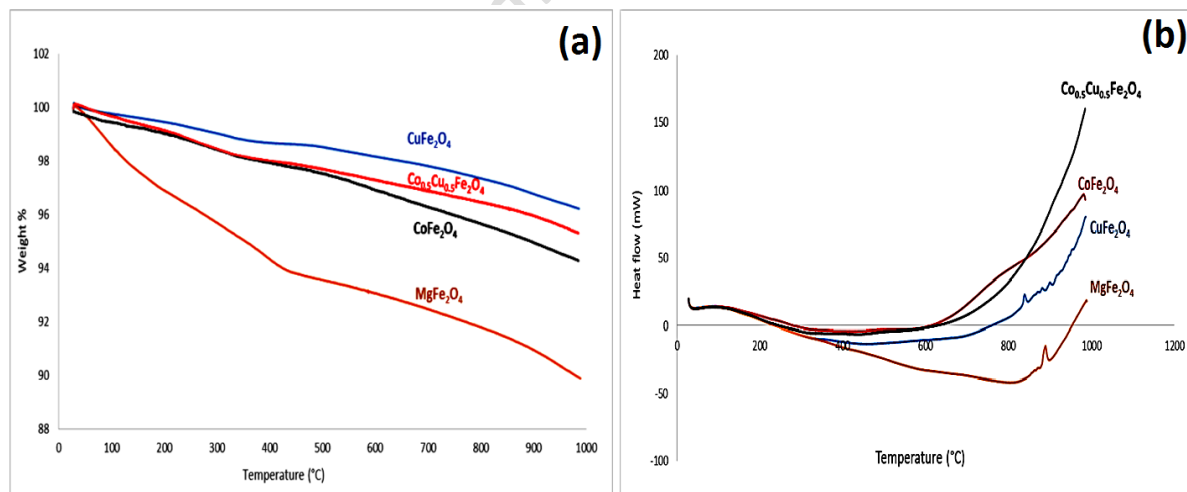 (a)
102
100
98
96
94
92
90
88
Weight %
CuFe₂O₄
Co₀.₅Cu₀.₅Fe₂O₄
CoFe₂O₄
MgFe₂O₄
0 100 200 300 400 500 600 700 800 900 1000
Temperature (°C)
(b)
200
150
100
50
0
-50
-100
Heat flow (mW)
Co₀.₅Cu₀.₅Fe₂O₄
CoFe₂O₄
CuFe₂O₄
MgFe₂O₄
0 200 400 600 800 1000 1200
Temperature (°C)